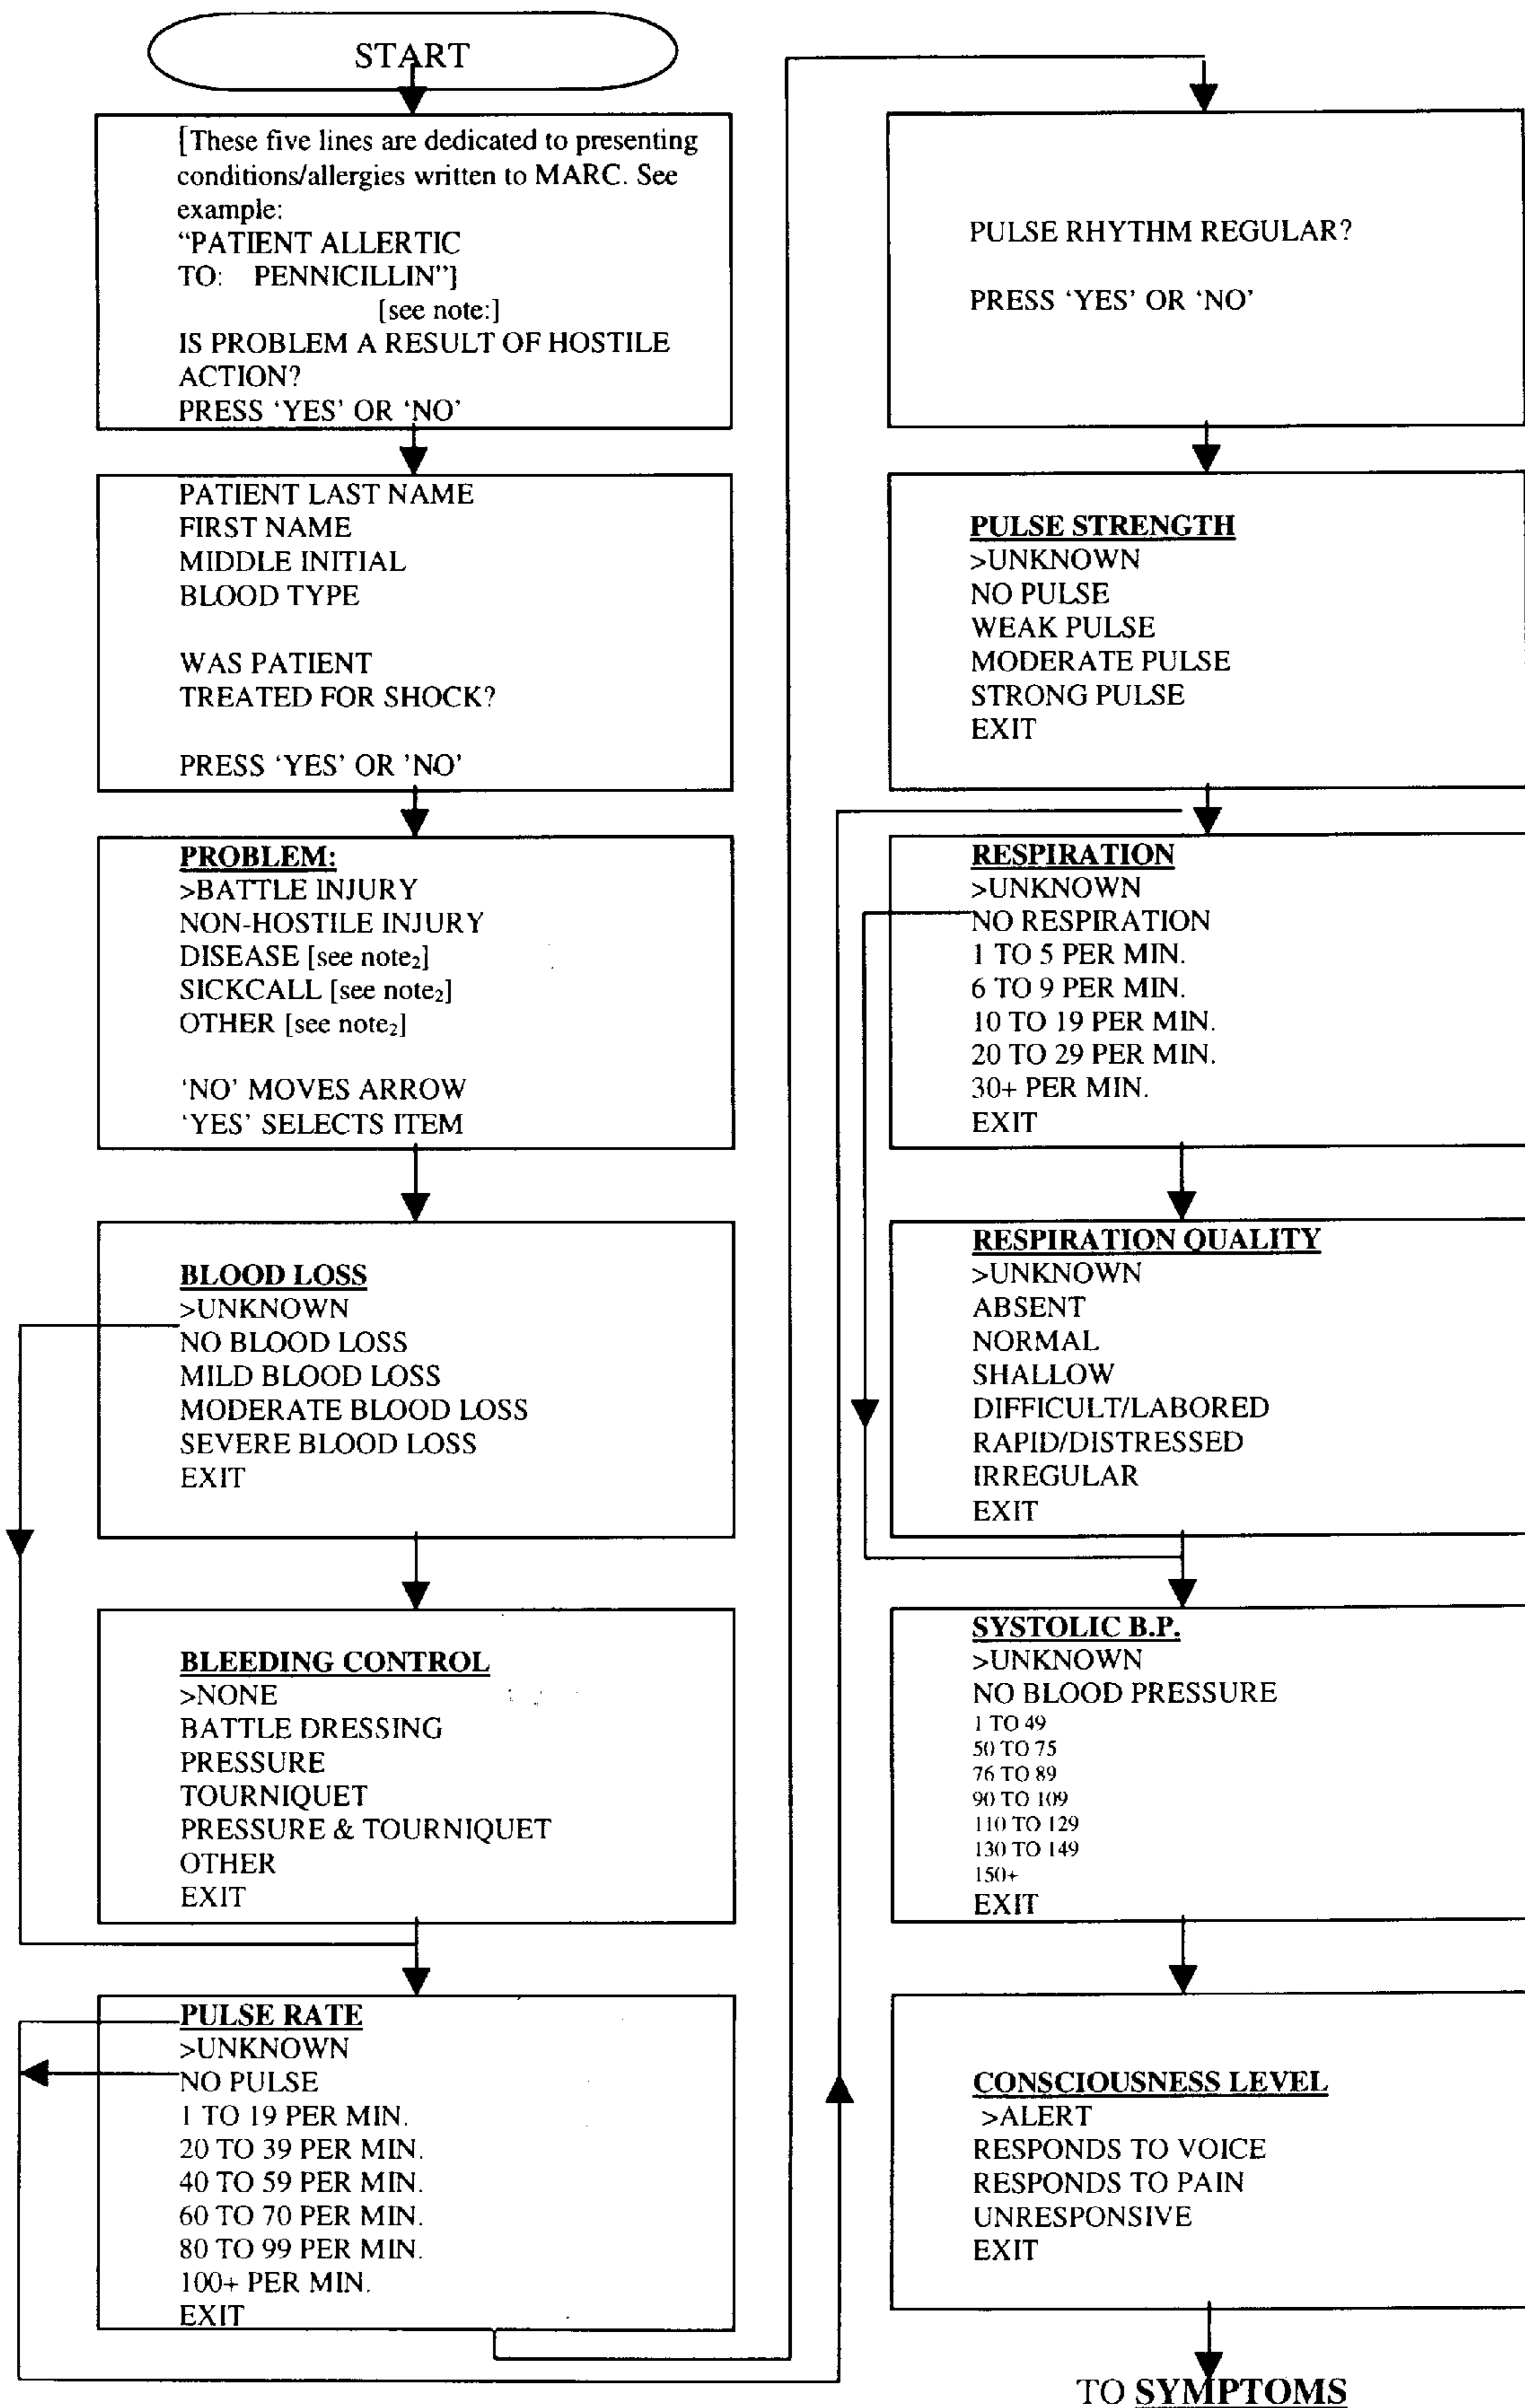 START
[These five lines are dedicated to presenting
conditions/allergies written to MARC. See
example:
“PATIENT ALLERTIC
TO: PENNICILLIN”]
[see note:]
IS PROBLEM A RESULT OF HOSTILE
ACTION?
PRESS ‘YES’ OR ‘NO’
PATIENT LAST NAME
FIRST NAME
MIDDLE INITIAL
BLOOD TYPE
WAS PATIENT
TREATED FOR SHOCK?
PRESS ‘YES’ OR ’NO’
PROBLEM:
>BATTLE INJURY
NON-HOSTILE INJURY
DISEASE [see note₂]
SICKCALL [see note₂]
OTHER [see note₂]
‘NO’ MOVES ARROW
‘YES’ SELECTS ITEM
BLOOD LOSS
>UNKNOWN
NO BLOOD LOSS
MILD BLOOD LOSS
MODERATE BLOOD LOSS
SEVERE BLOOD LOSS
EXIT
BLEEDING CONTROL
>NONE
BATTLE DRESSING
PRESSURE
TOURNIQUET
PRESSURE & TOURNIQUET
OTHER
EXIT
PULSE RATE
>UNKNOWN
NO PULSE
1 TO 19 PER MIN.
20 TO 39 PER MIN.
40 TO 59 PER MIN.
60 TO 70 PER MIN.
80 TO 99 PER MIN.
100+ PER MIN.
EXIT
PULSE RHYTHM REGULAR?
PRESS ‘YES’ OR ‘NO’
PULSE STRENGTH
>UNKNOWN
NO PULSE
WEAK PULSE
MODERATE PULSE
STRONG PULSE
EXIT
RESPIRATION
>UNKNOWN
NO RESPIRATION
1 TO 5 PER MIN.
6 TO 9 PER MIN.
10 TO 19 PER MIN.
20 TO 29 PER MIN.
30+ PER MIN.
EXIT
RESPIRATION QUALITY
>UNKNOWN
ABSENT
NORMAL
SHALLOW
DIFFICULT/LABORED
RAPID/DISTRESSED
IRREGULAR
EXIT
SYSTOLIC B.P.
>UNKNOWN
NO BLOOD PRESSURE
1 TO 49
50 TO 75
76 TO 89
90 TO 109
110 TO 129
130 TO 149
150+
EXIT
CONSCIOUSNESS LEVEL
>ALERT
RESPONDS TO VOICE
RESPONDS TO PAIN
UNRESPONSIVE
EXIT
TO SYMPTOMS